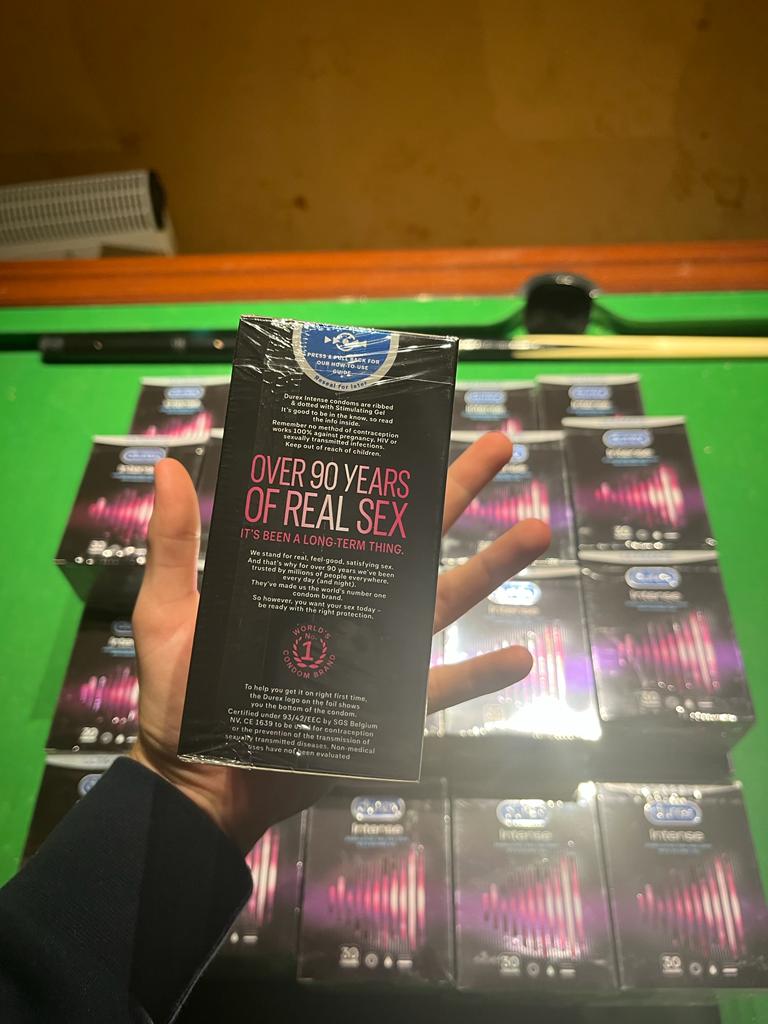 PRESS & PULL BACK FOR
OUR HOW-TO-USE
GUIDE
Reseal for later
Durex Intense condoms are ribbed
& dotted with Stimulating Gel
It's good to be in the know, so read
the info inside.
Remember no method of contraception
works 100% against pregnancy, HIV or
sexually transmitted infections.
Keep out of reach of children.
OVER 90 YEARS
OF REAL SEX
IT'S BEEN A LONG-TERM THING.
We stand for real, feel-good, satisfying sex.
And that's why for over 90 years we've been
trusted by millions of people everywhere,
every day (and night).
They've made us the world's number one
condom brand.
So however, you want your sex today –
be ready with the right protection.
WORLD'S
No.
1
CONDOM BRAND
To help you get it on right first time,
the Durex logo on the foil shows
you the bottom of the condom.
Certified under 93/42/EEC by SGS Belgium
NV, CE 1639 to be used for contraception
or the prevention of the transmission of
sexually transmitted diseases. Non-medical
uses have not been evaluated
Intense
Intense
Intense
Intense
Intense
Intense
30
30
30